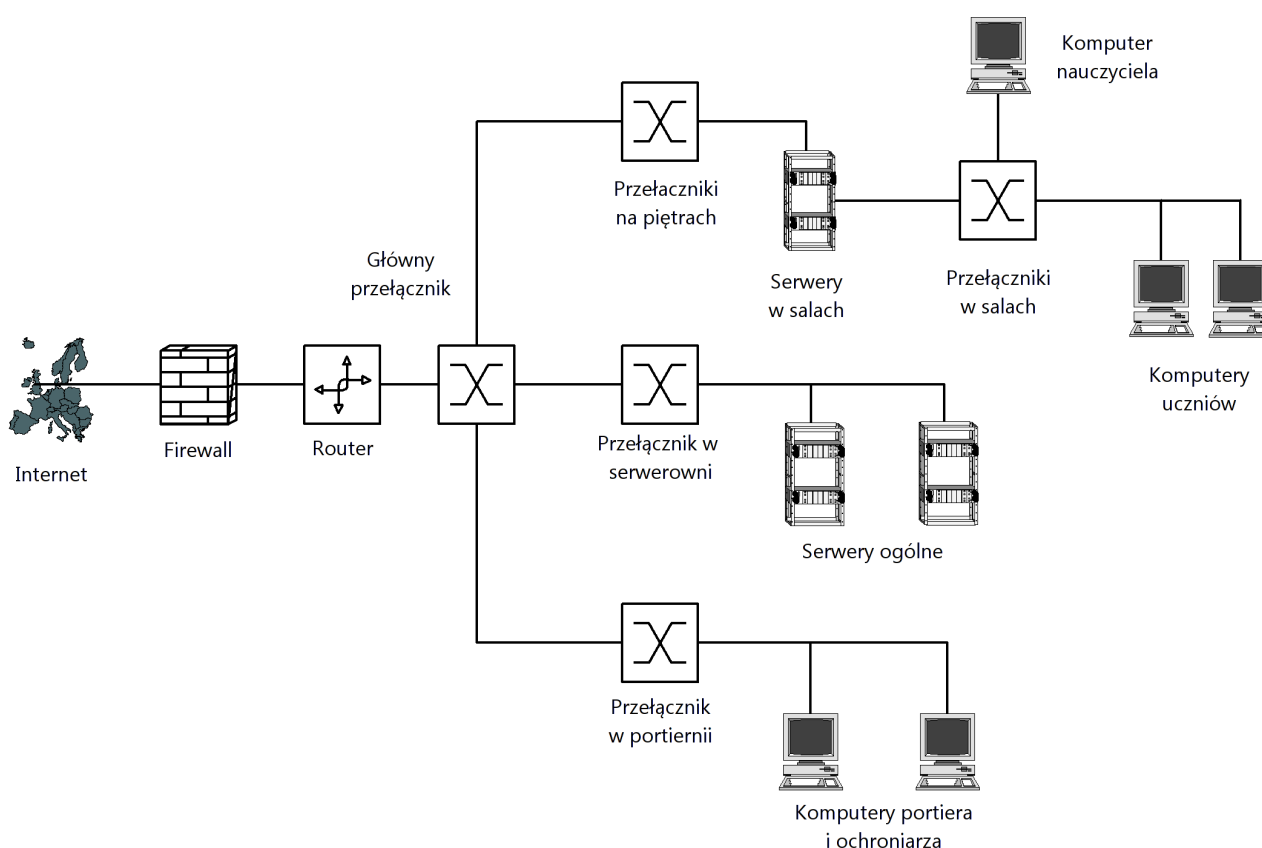 Komputer
nauczyciela
Przełaczniki
na piętrach
Główny
przełącznik
Serwery
w salach
Przełączniki
w salach
Komputery
uczniów
Internet
Firewall
Router
Przełącznik w
serwerowni
Serwery ogólne
Przełącznik
w portiernii
Komputery portiera
i ochroniarza